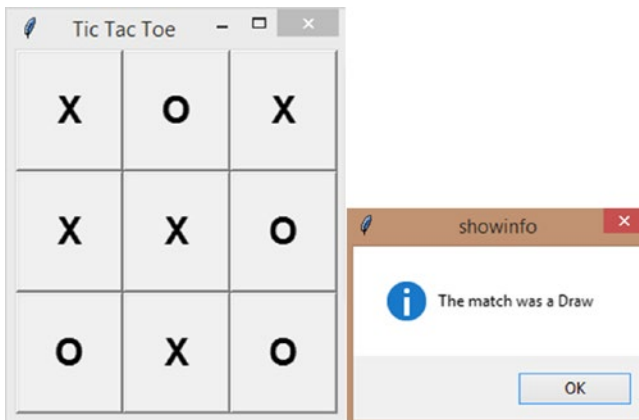 Tic Tac Toe
X O X
X X O
O X O
showinfo
The match was a Draw
OK